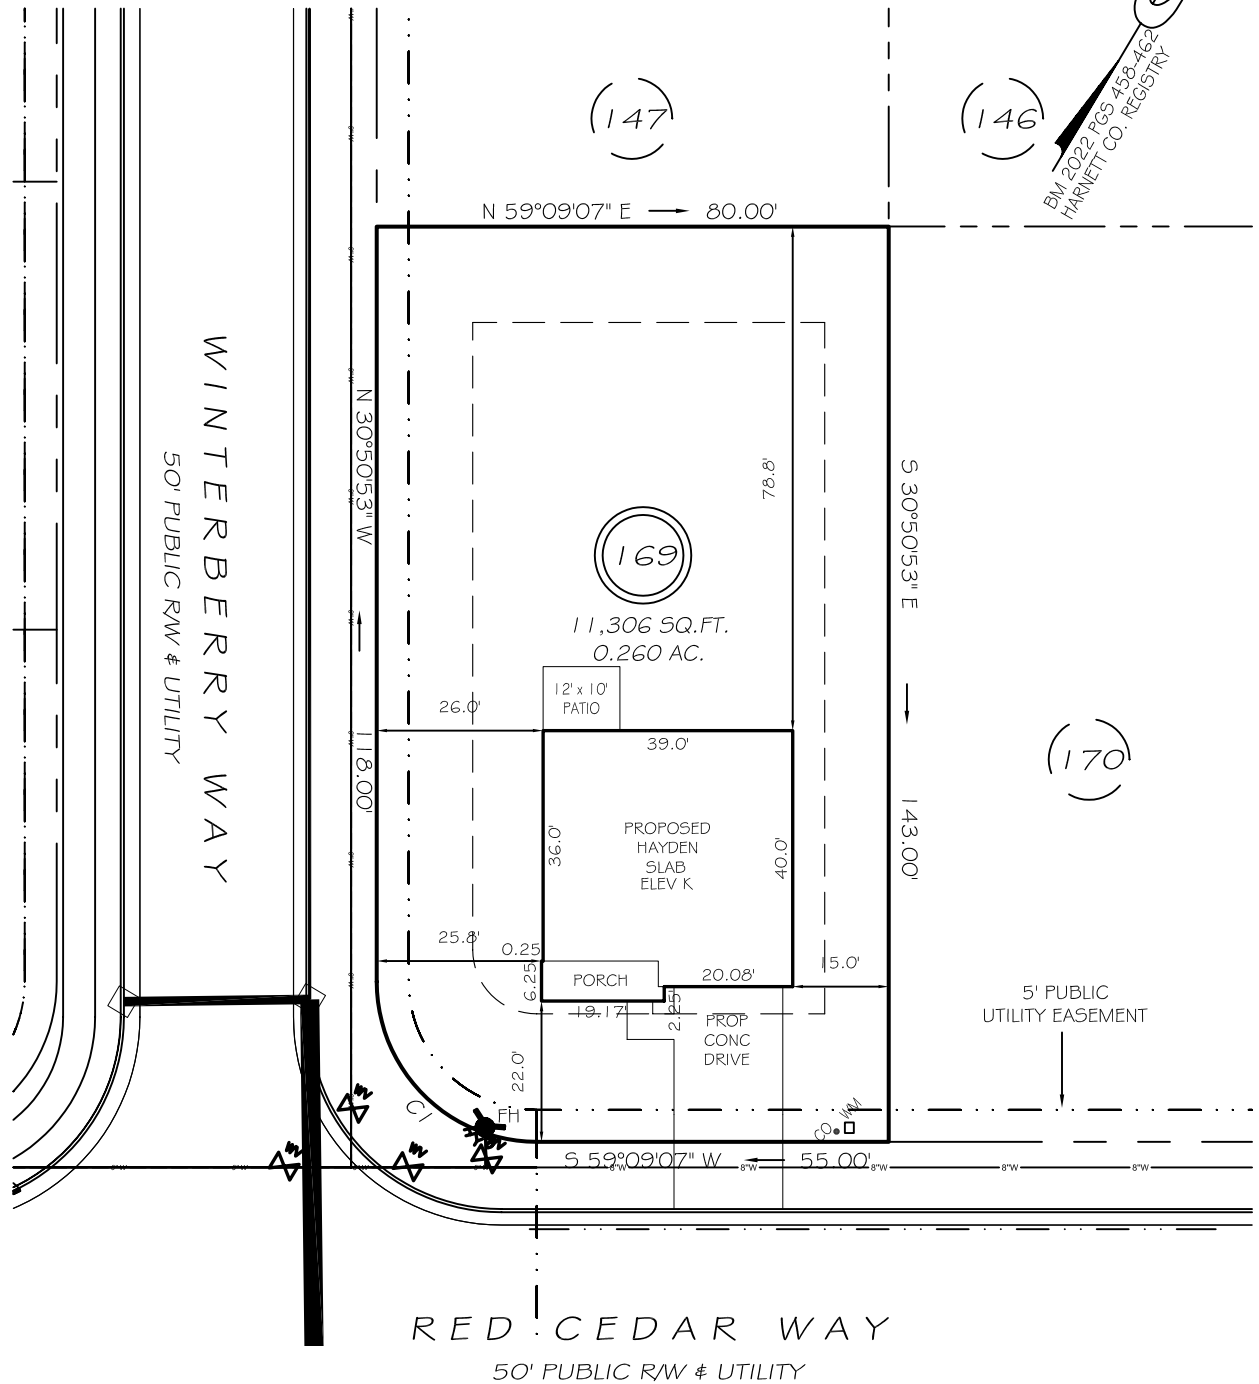 147
146
BM 2022 PGS 458-462
HARNETT CO. REGISTRY
N 59°09'07" E 80.00'
WINTERBERRY WAY
50' PUBLIC R/W & UTILITY
N 30°50'53" W
118.00'
78.8'
S 30°50'53" E
143.00'
169
11,306 SQ.FT.
0.260 AC.
12' x 10'
PATIO
26.0'
39.0'
170
36.0'
PROPOSED
HAYDEN
SLAB
ELEV K
40.0'
25.8'
0.25'
6.25'
PORCH
20.08'
15.0'
19.17'
2.25'
PROP
CONC
DRIVE
5' PUBLIC
UTILITY EASEMENT
22.0'
C1
FH
CO
WM
S 59°09'07" W 55.00'
8"W
8"W
8"W
8"W
8"W
RED CEDAR WAY
50' PUBLIC R/W & UTILITY